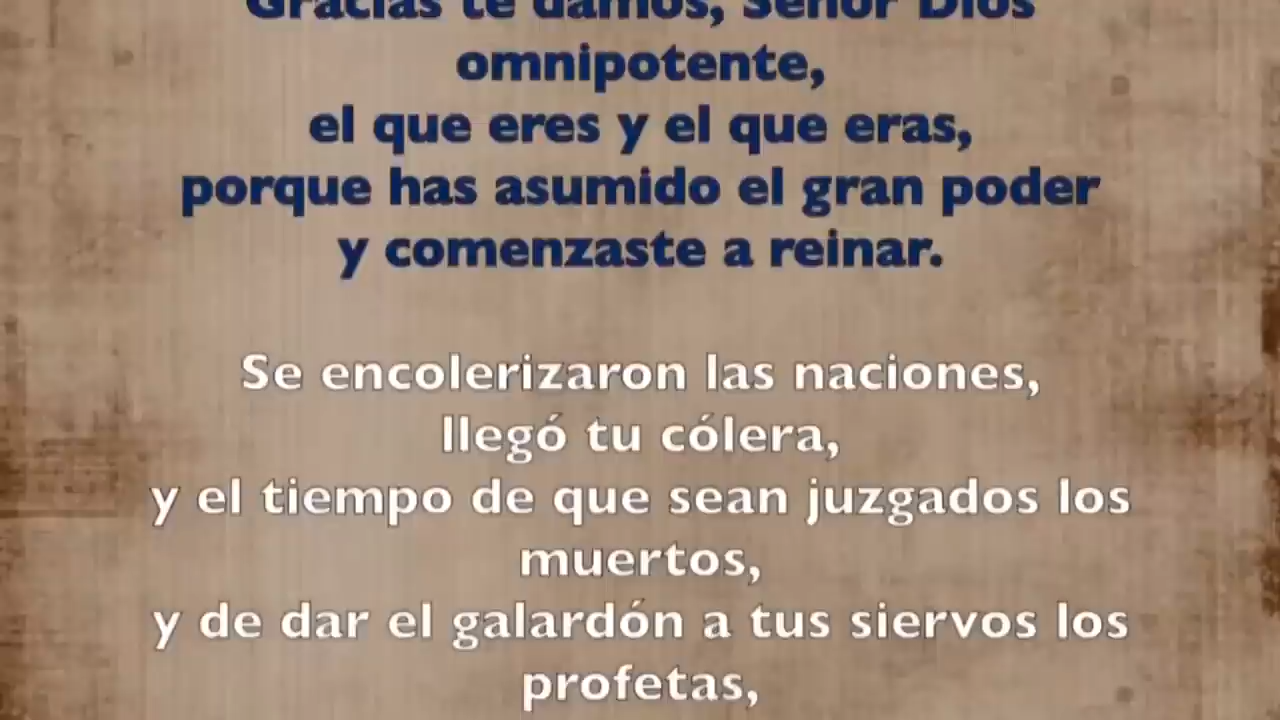 Gracias te damos, Señor Dios
omnipotente,
el que eres y el que eras,
porque has asumido el gran poder
y comenzaste a reinar.
Se encolerizaron las naciones,
llegó tu cólera,
y el tiempo de que sean juzgados los
muertos,
y de dar el galardón a tus siervos los
profetas,